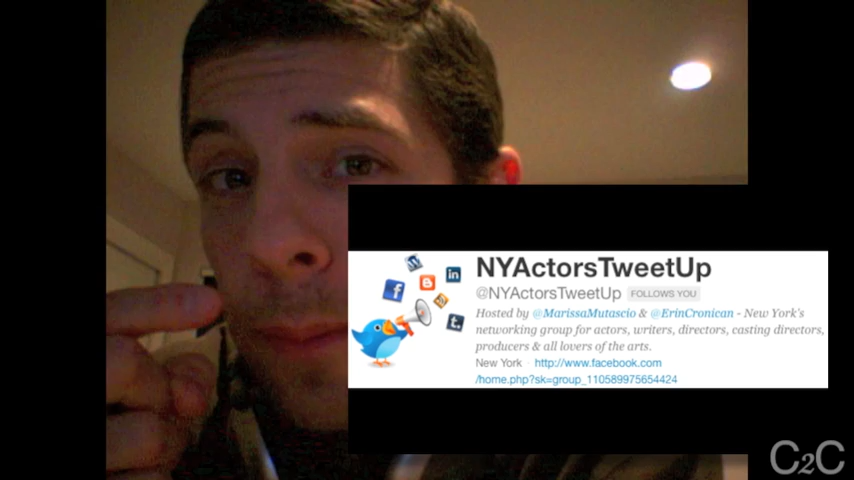 NYActorsTweetUp
@NYActorsTweetUp FOLLOWS YOU
Hosted by @MarissaMutascio & @ErinCronican - New York's
networking group for actors, writers, directors, casting directors,
producers & all lovers of the arts.
New York · http://www.facebook.com
/home.php?sk=group_110589975654424
C2C